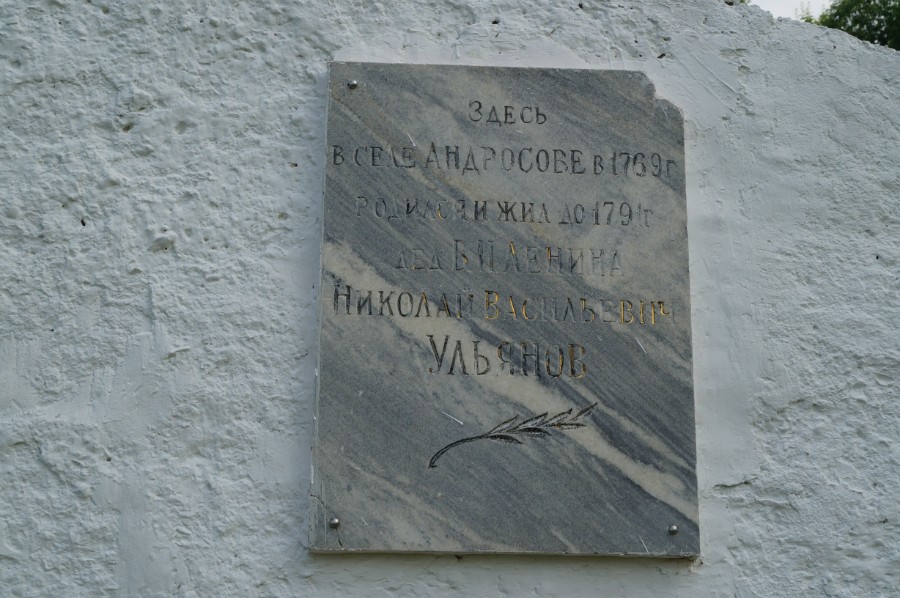 Здесь
в селе Андросове в 1769 г
родился и жил до 1791 г
дед В И Ленина
Николай Васильевич
Ульянов